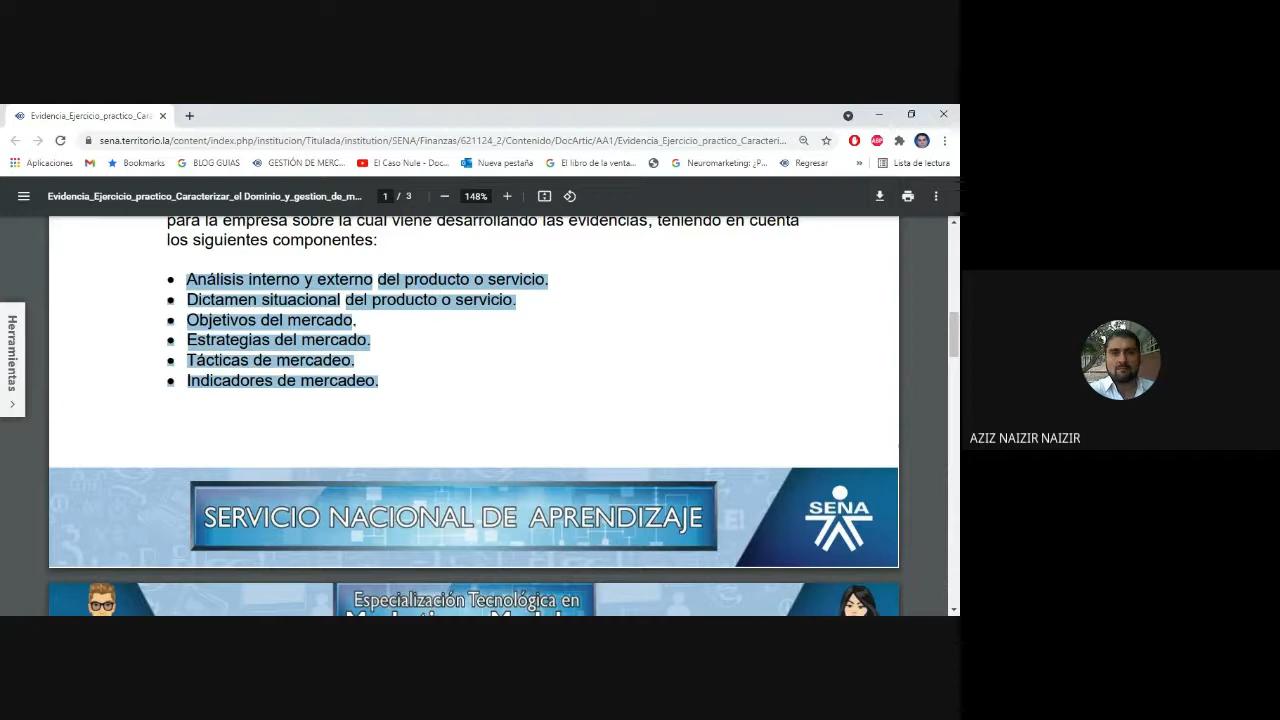 Evidencia_Ejercicio_practico_Cara
sena.territorio.la/content/index.php/institucion/Titulada/institution/SENA/Finanzas/621124_2/Contenido/DocArtic/AA1/Evidencia_Ejercicio_practico_Caracteri...
Aplicaciones
Bookmarks
BLOG GUIAS
GESTIÓN DE MERC...
El Caso Nule - Doc...
Nueva pestaña
El libro de la venta...
Neuromarketing: ¿P...
Regresar
»
Lista de lectura
Evidencia_Ejercicio_practico_Caracterizar_el Dominio_y_gestion_de_m...
1 / 3
148%
para la empresa sobre la cual viene desarrollando las evidencias, teniendo en cuenta
los siguientes componentes:
• Análisis interno y externo del producto o servicio.
• Dictamen situacional del producto o servicio.
• Objetivos del mercado.
• Estrategias del mercado.
• Tácticas de mercadeo.
• Indicadores de mercadeo.
Herramientas
SERVICIO NACIONAL DE APRENDIZAJE
SENA
Especialización Tecnológica en
AZIZ NAIZIR NAIZIR